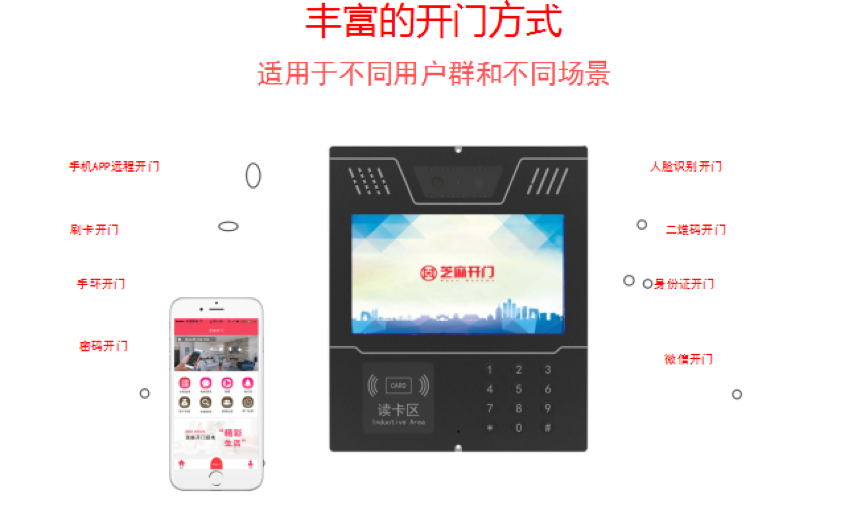 丰富的开门方式
适用于不同用户群和不同场景
手机APP远程开门
人脸识别开门
刷卡开门
二维码开门
手环开门
身份证开门
密码开门
微信开门
芝麻开门
CARD
读卡区
Inductive Area
1 2 3
4 5 6
7 8 9
* 0 #
“精彩
生活”